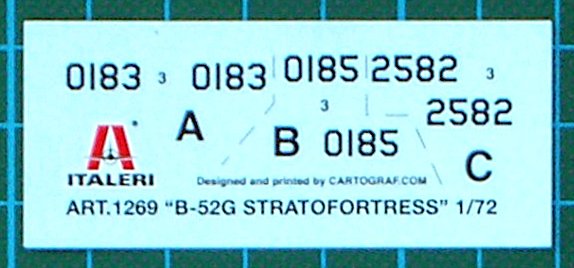 0183 3 0183 0185 2582 3
3 2582
A B 0185 C
ITALERI
Designed and printed by CARTOGRAF.COM
ART.1269 "B-52G STRATOFORTRESS" 1/72